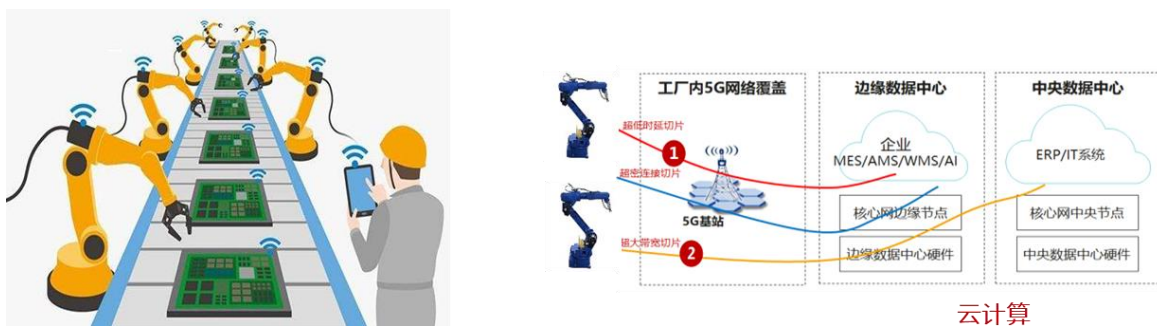 工厂内5G网络覆盖
边缘数据中心
中央数据中心
超低时延切片
1
企业
MES/AMS/WMS/AI
ERP/IT系统
超密连接切片
5G基站
核心网边缘节点
核心网中央节点
超大带宽切片
2
边缘数据中心硬件
中央数据中心硬件
云计算